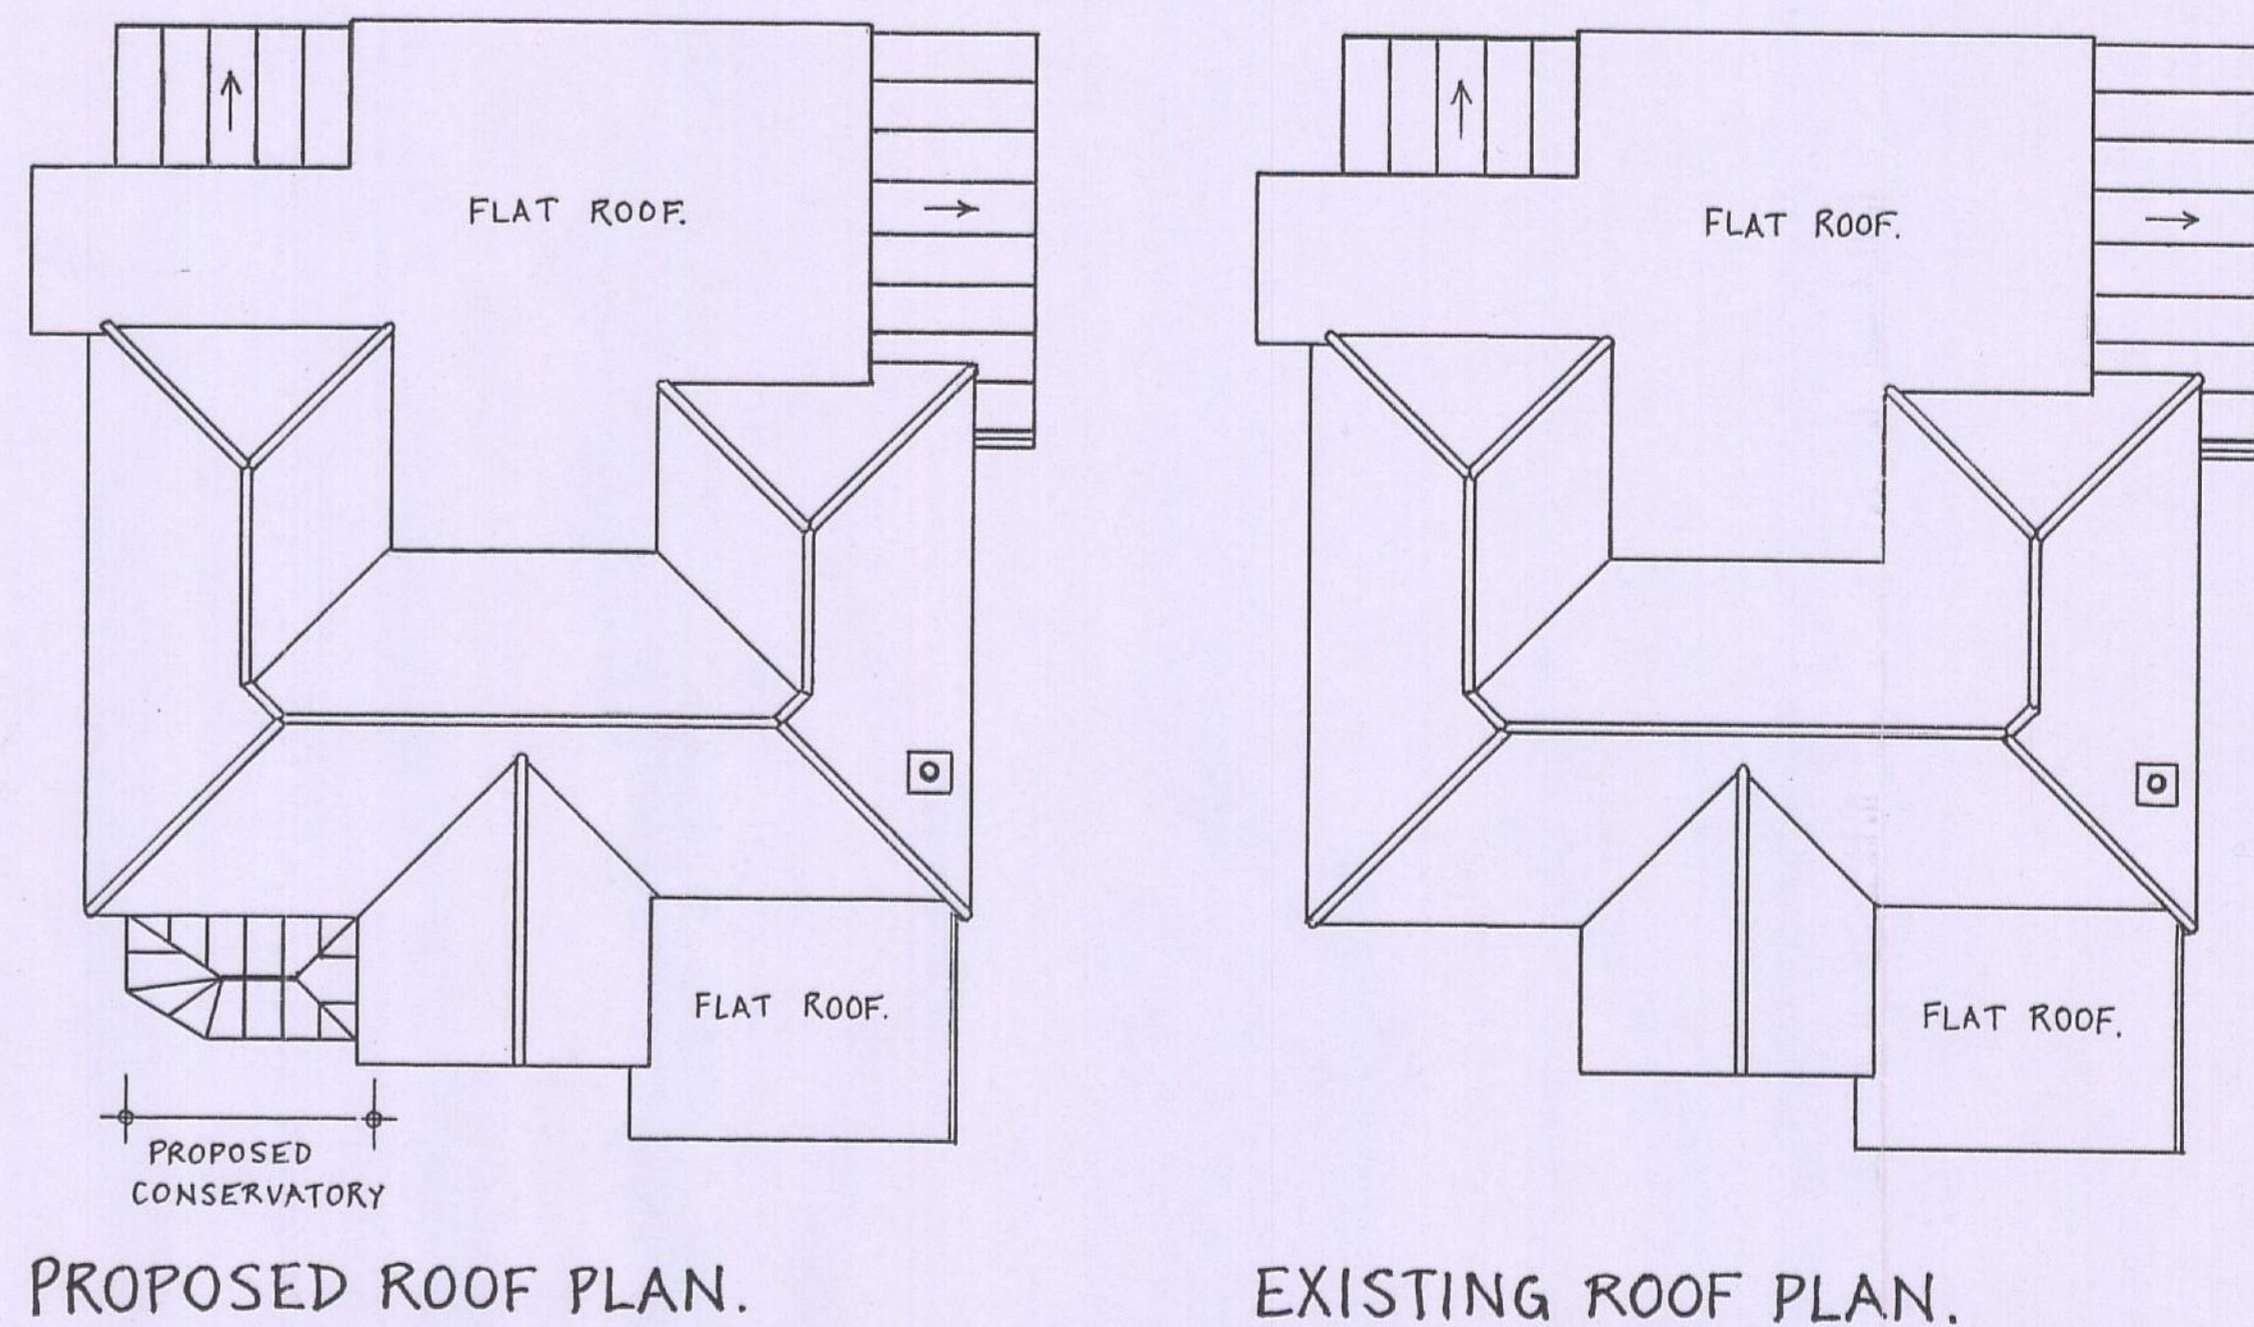 FLAT ROOF.
FLAT ROOF.
PROPOSED
CONSERVATORY
PROPOSED ROOF PLAN.
FLAT ROOF.
FLAT ROOF.
EXISTING ROOF PLAN.